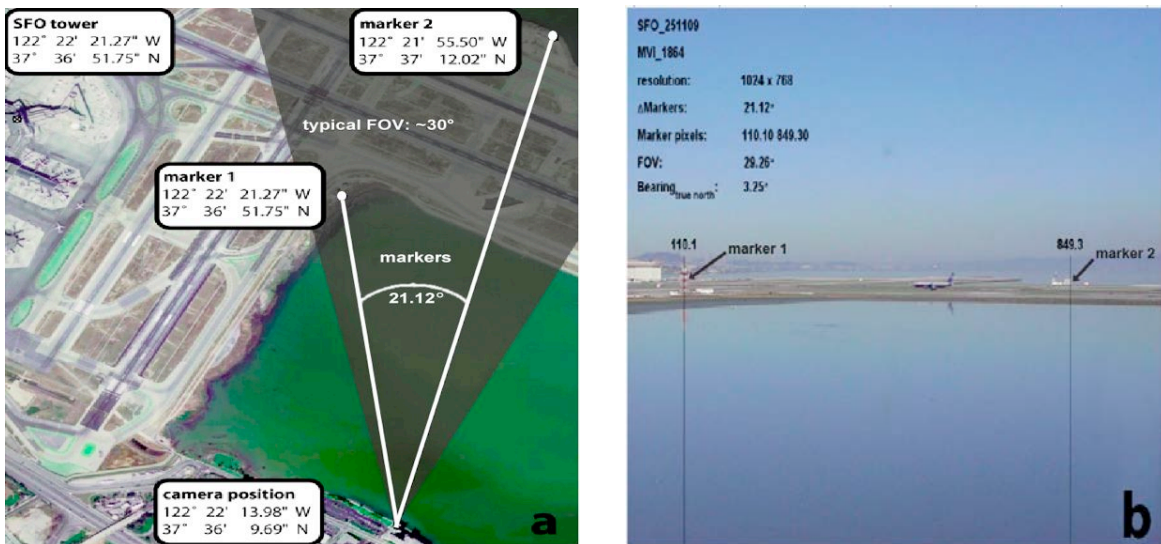 SFO tower
122° 22' 21.27" W
37° 36' 51.75" N
marker 2
122° 21' 55.50" W
37° 37' 12.02" N
typical FOV: ~30°
marker 1
122° 22' 21.27" W
37° 36' 51.75" N
markers
21.12°
camera position
122° 22' 13.98" W
37° 36' 9.69" N
a
SFO_251109
MVI_1864
resolution: 1024 x 768
ΔMarkers: 21.12°
Marker pixels: 110.10 849.30
FOV: 29.26°
Bearing true north: 3.25°
110.1
marker 1
849.3
marker 2
b